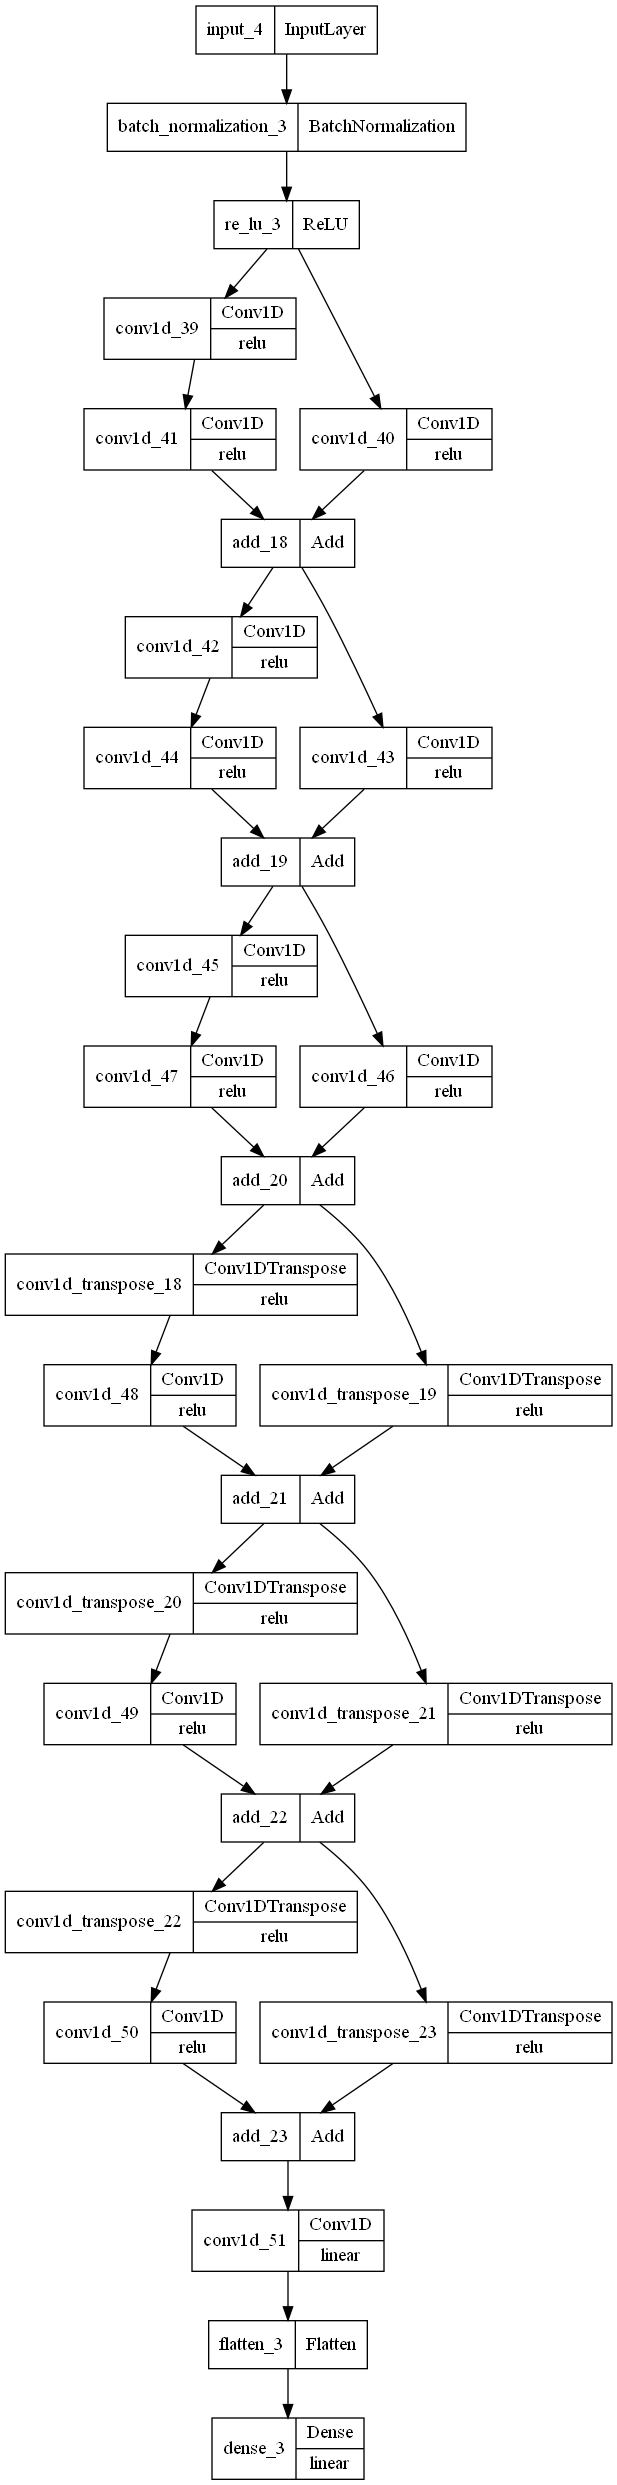 input_4 InputLayer
batch_normalization_3 BatchNormalization
re_lu_3 ReLU
conv1d_39 Conv1D relu
conv1d_41 Conv1D relu
conv1d_40 Conv1D relu
add_18 Add
conv1d_42 Conv1D relu
conv1d_44 Conv1D relu
conv1d_43 Conv1D relu
add_19 Add
conv1d_45 Conv1D relu
conv1d_47 Conv1D relu
conv1d_46 Conv1D relu
add_20 Add
conv1d_transpose_18 Conv1DTranspose relu
conv1d_48 Conv1D relu
conv1d_transpose_19 Conv1DTranspose relu
add_21 Add
conv1d_transpose_20 Conv1DTranspose relu
conv1d_49 Conv1D relu
conv1d_transpose_21 Conv1DTranspose relu
add_22 Add
conv1d_transpose_22 Conv1DTranspose relu
conv1d_50 Conv1D relu
conv1d_transpose_23 Conv1DTranspose relu
add_23 Add
conv1d_51 Conv1D linear
flatten_3 Flatten
dense_3 Dense linear